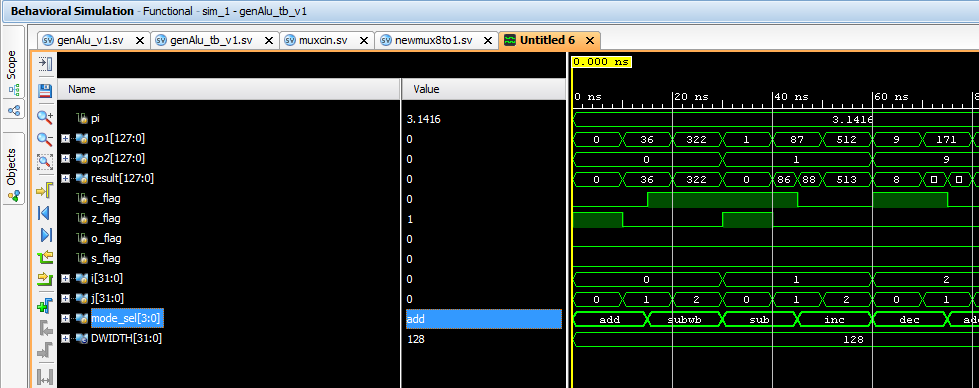 Behavioral Simulation - Functional - sim_1 - genAlu_tb_v1
genAlu_v1.sv genAlu_tb_v1.sv muxcin.sv newmux8to1.sv Untitled 6
Scope
Objects
0.000 ns
Name Value
0 ns 20 ns 40 ns 60 ns 8
pi 3.1416 3.1416
op1[127:0] 0 0 36 322 1 87 512 9 171
op2[127:0] 0 0 1 9
result[127:0] 0 0 36 322 0 86 88 513 8
c_flag 0
z_flag 1
o_flag 0
s_flag 0
i[31:0] 0 0 1 2
j[31:0] 0 0 1 2 0 1 2 0 1
mode_sel[3:0] add add subwb sub inc dec ad
DWIDTH[31:0] 128 128